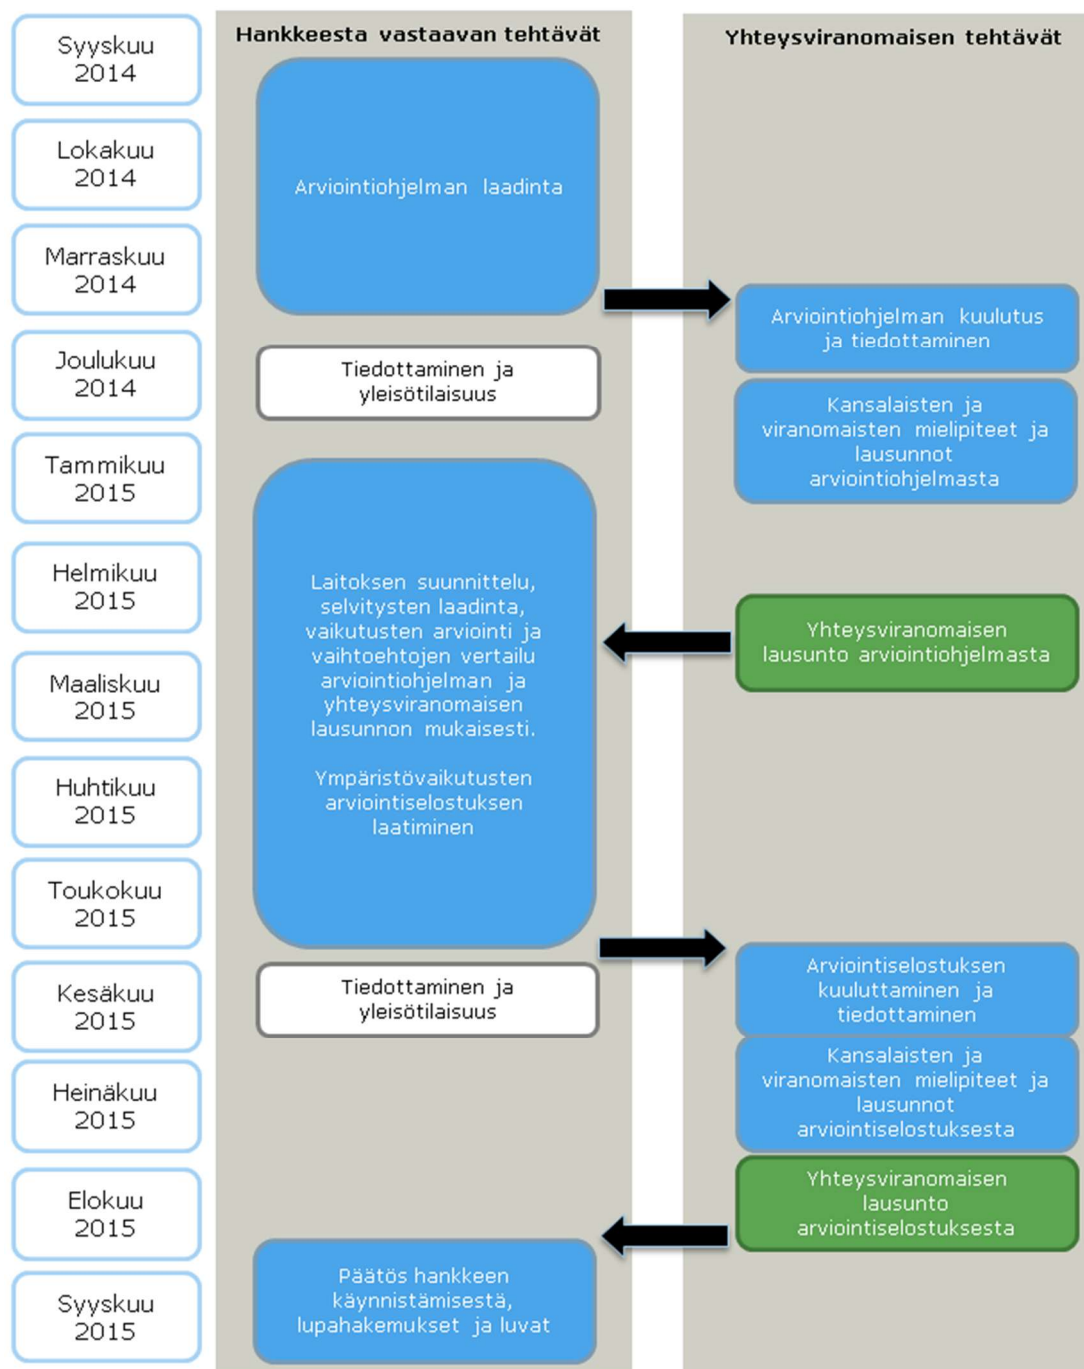 Syyskuu
2014
Lokakuu
2014
Marraskuu
2014
Joulukuu
2014
Tammikuu
2015
Helmikuu
2015
Maaliskuu
2015
Huhtikuu
2015
Toukokuu
2015
Kesäkuu
2015
Heinäkuu
2015
Elokuu
2015
Syyskuu
2015
Hankkeesta vastaavan tehtävät
Arviointiohjelman laadinta
Tiedottaminen ja
yleisötilaisuus
Laitoksen suunnittelu,
selvitysten laadinta,
vaikutusten arviointi ja
vaihtoehtojen vertailu
arviointiohjelman ja
yhteysviranomaisen
lausunnon mukaisesti.
Ympäristövaikutusten
arviointiselostuksen
laatiminen
Tiedottaminen ja
yleisötilaisuus
Päätös hankkeen
käynnistämisestä,
lupahakemukset ja luvat
Yhteysviranomaisen tehtävät
Arviointiohjelman kuulutus
ja tiedottaminen
Kansalaisten ja
viranomaisten mielipiteet ja
lausunnot
arviointiohjelmasta
Yhteysviranomaisen
lausunto arviointiohjelmasta
Arviointiselostuksen
kuuluttaminen ja
tiedottaminen
Kansalaisten ja
viranomaisten mielipiteet ja
lausunnot
arviointiselostuksesta
Yhteysviranomaisen
lausunto
arviointiselostuksesta